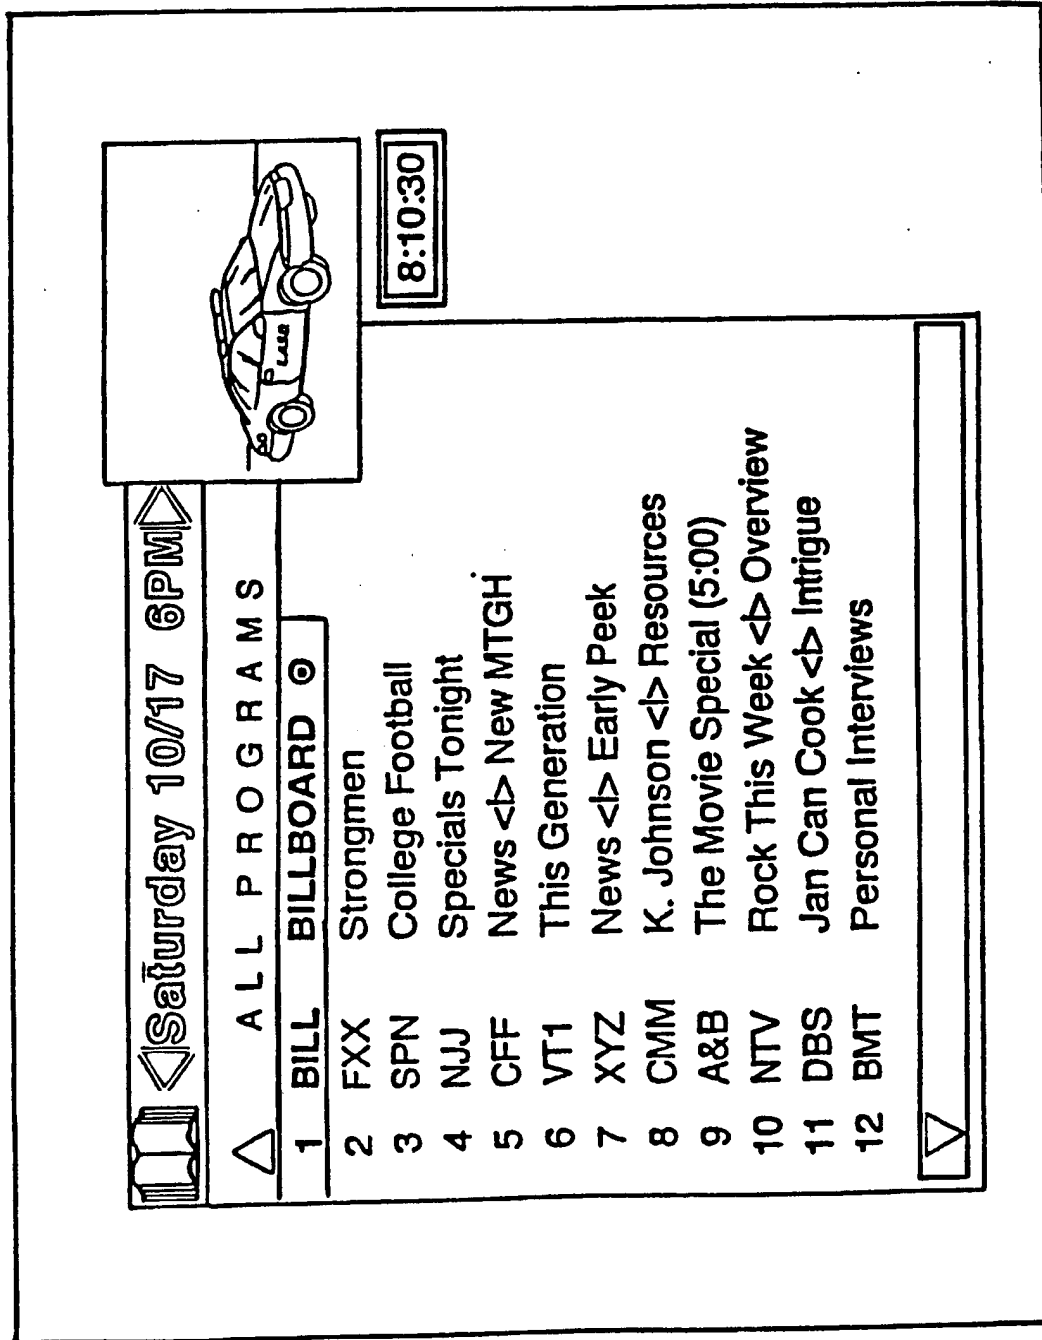 Saturday 10/17 6PM
ALL PROGRAMS
8:10:30
1 BILL BILLBOARD
2 FXX Strongmen
3 SPN College Football
4 NJJ Specials Tonight
5 CFF News <|> New MTGH
6 VT1 This Generation
7 XYZ News <|> Early Peek
8 CMM K. Johnson <|> Resources
9 A&B The Movie Special (5:00)
10 NTV Rock This Week <|> Overview
11 DBS Jan Can Cook <|> Intrigue
12 BMT Personal Interviews